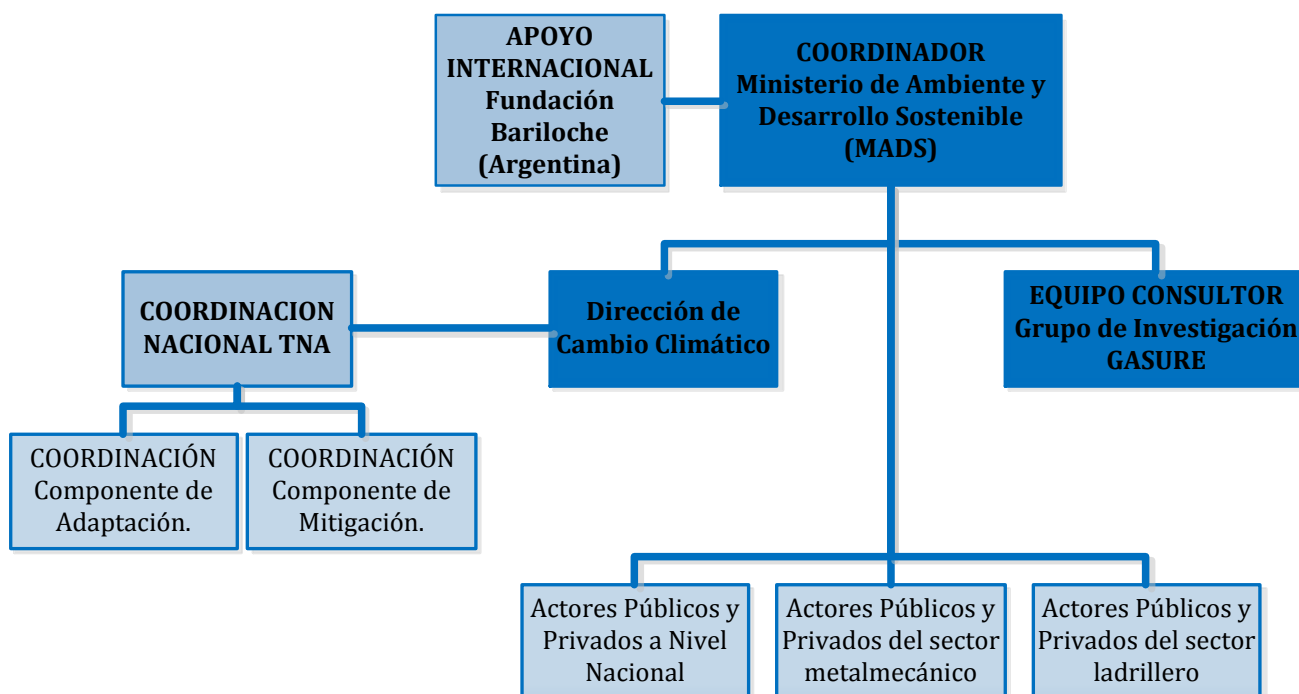 APOYO
INTERNACIONAL
Fundación
Bariloche
(Argentina)
COORDINADOR
Ministerio de Ambiente y
Desarrollo Sostenible
(MADS)
COORDINACION
NACIONAL TNA
Dirección de
Cambio Climático
EQUIPO CONSULTOR
Grupo de Investigación
GASURE
COORDINACIÓN
Componente de
Adaptación.
COORDINACIÓN
Componente de
Mitigación.
Actores Públicos y
Privados a Nivel
Nacional
Actores Públicos y
Privados del sector
metalmecánico
Actores Públicos y
Privados del sector
ladrillero